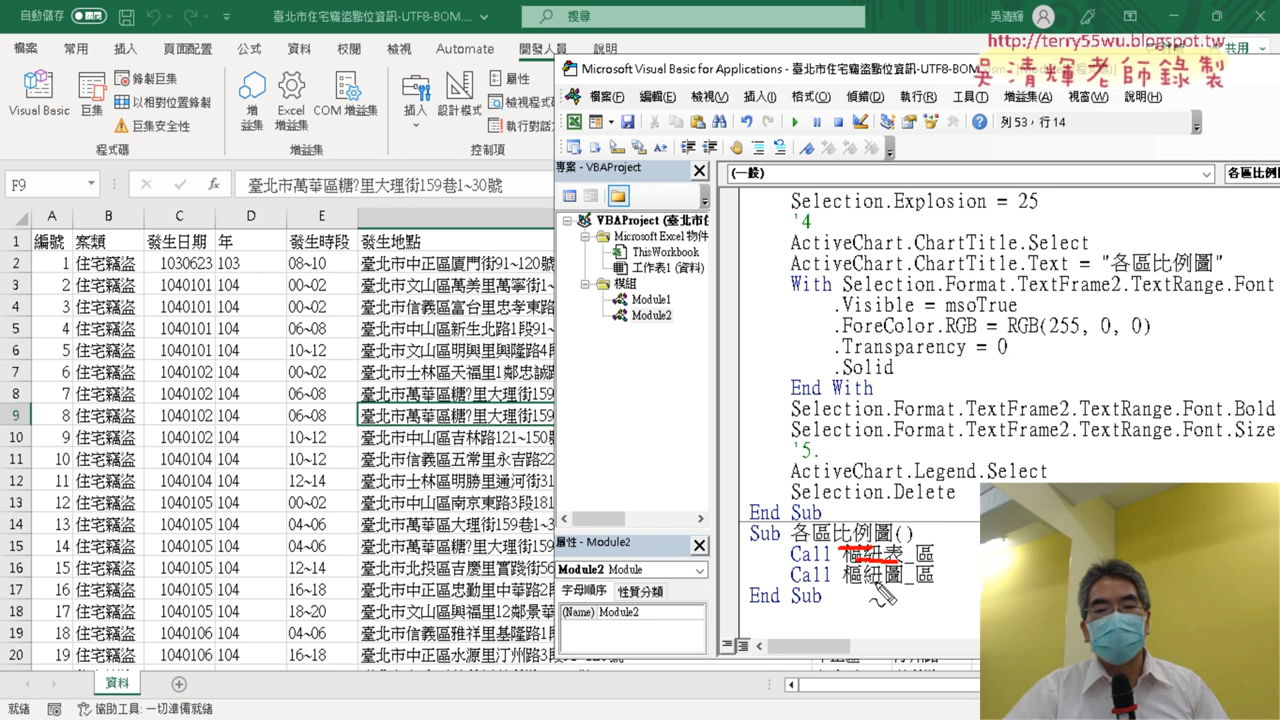 自動儲存
臺北市住宅竊盜點位資訊-UTF8-BOM....
搜尋
吳清輝
檔案 常用 插入 頁面配置 公式 資料 校閱 檢視 Automate 開發人員 說明
共用
http://terry55wu.blogspot.tw
吳清輝老師錄製
Visual Basic
巨集
錄製巨集
以相對位置錄製
巨集安全性
程式碼
增益集
Excel 增益集
COM 增益集
增益集
插入
設計模式
屬性
檢視程式碼
執行對話方
控制項
F9
臺北市萬華區糖?里大理街159巷1~30號
A B C D E
編號 案類 發生日期 年 發生時段 發生地點
1 1 住宅竊盜 1030623 103 08~10 臺北市中正區廈門街91~120號
2
3 2 住宅竊盜 1040101 104 00~02 臺北市文山區萬美里萬寧街1~
4 3 住宅竊盜 1040101 104 00~02 臺北市信義區富台里忠孝東路
5 4 住宅竊盜 1040101 104 06~08 臺北市中山區新生北路1段91~
6 5 住宅竊盜 1040101 104 10~12 臺北市文山區明興里興隆路4段
7 6 住宅竊盜 1040101 104 00~02 臺北市士林區天福里1鄰忠誠路
8 7 住宅竊盜 1040102 104 06~08 臺北市萬華區糖?里大理街159
9 8 住宅竊盜 1040102 104 06~08 臺北市萬華區糖?里大理街159
10 9 住宅竊盜 1040102 104 10~12 臺北市中山區吉林路121~150號
11 10 住宅竊盜 1040103 104 10~12 臺北市信義區五常里永吉路22
12 11 住宅竊盜 1040104 104 12~14 臺北市士林區明勝里通河街31
13 12 住宅竊盜 1040105 104 00~02 臺北市中山區南京東路3段181
14 13 住宅竊盜 1040105 104 04~06 臺北市萬華區大理街159巷1~3
15 14 住宅竊盜 1040105 104 04~06 臺北市萬華區糖?里大理街159
16 15 住宅竊盜 1040105 104 12~14 臺北市北投區吉慶里實踐街56
17 16 住宅竊盜 1040105 104 16~18 臺北市中正區忠勤里中華路2段
18 17 住宅竊盜 1040105 104 18~20 臺北市文山區興福里12鄰景華
19 18 住宅竊盜 1040106 104 04~06 臺北市信義區雅祥里基隆路1段
20 19 住宅竊盜 1040106 104 16~18 臺北市中正區水源里汀州路3段
資料
就緒 協助工具: 一切準備就緒
Microsoft Visual Basic for Applications - 臺北市住宅竊盜點位資訊-UTF8-BOM
檔案(F) 編輯(E) 檢視(V) 插入(I) 格式(O) 偵錯(D) 執行(R) 工具(T) 增益集(A) 視窗(W) 說明(H)
列 53，行 14
專案 - VBAProject
VBAProject (臺北市住
Microsoft Excel 物件
ThisWorkbook
工作表1 (資料)
模組
Module1
Module2
屬性 - Module2
Module2 Module
字母順序 性質分類
(Name) Module2
(一般)
各區比例圖
Selection.Explosion = 25
'4
ActiveChart.ChartTitle.Select
ActiveChart.ChartTitle.Text = "各區比例圖"
With Selection.Format.TextFrame2.TextRange.Font
.Visible = msoTrue
.ForeColor.RGB = RGB(255, 0, 0)
.Transparency = 0
.Solid
End With
Selection.Format.TextFrame2.TextRange.Font.Bold
Selection.Format.TextFrame2.TextRange.Font.Size
'5.
ActiveChart.Legend.Select
Selection.Delete
End Sub
Sub 各區比例圖()
Call 樞紐表_區
Call 樞紐圖_區
End Sub